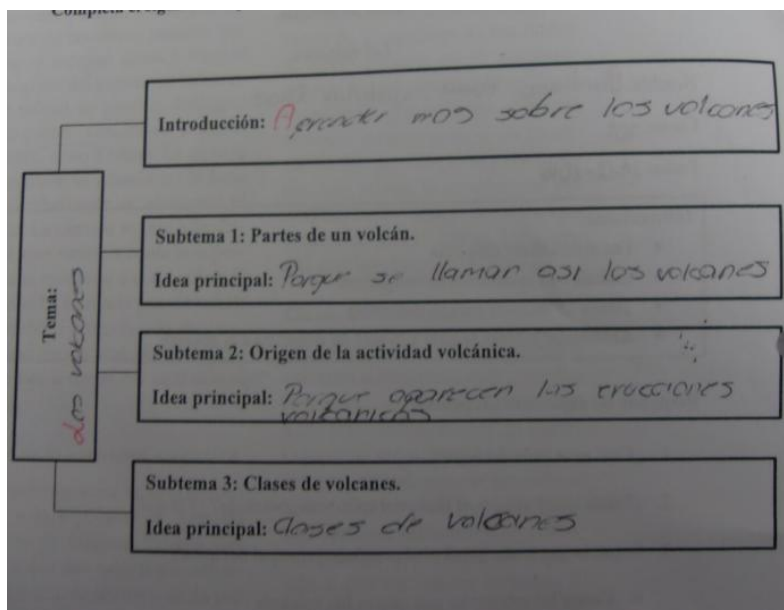 Introducción: Aprender mos sobre los volcanes
Tema:
Los volcanes
Subtema 1: Partes de un volcán.
Idea principal: Porque se llaman así los volcanes
Subtema 2: Origen de la actividad volcánica.
Idea principal: Porque aparecen las erucciones
volcanicas
Subtema 3: Clases de volcanes.
Idea principal: Clases de volcanes